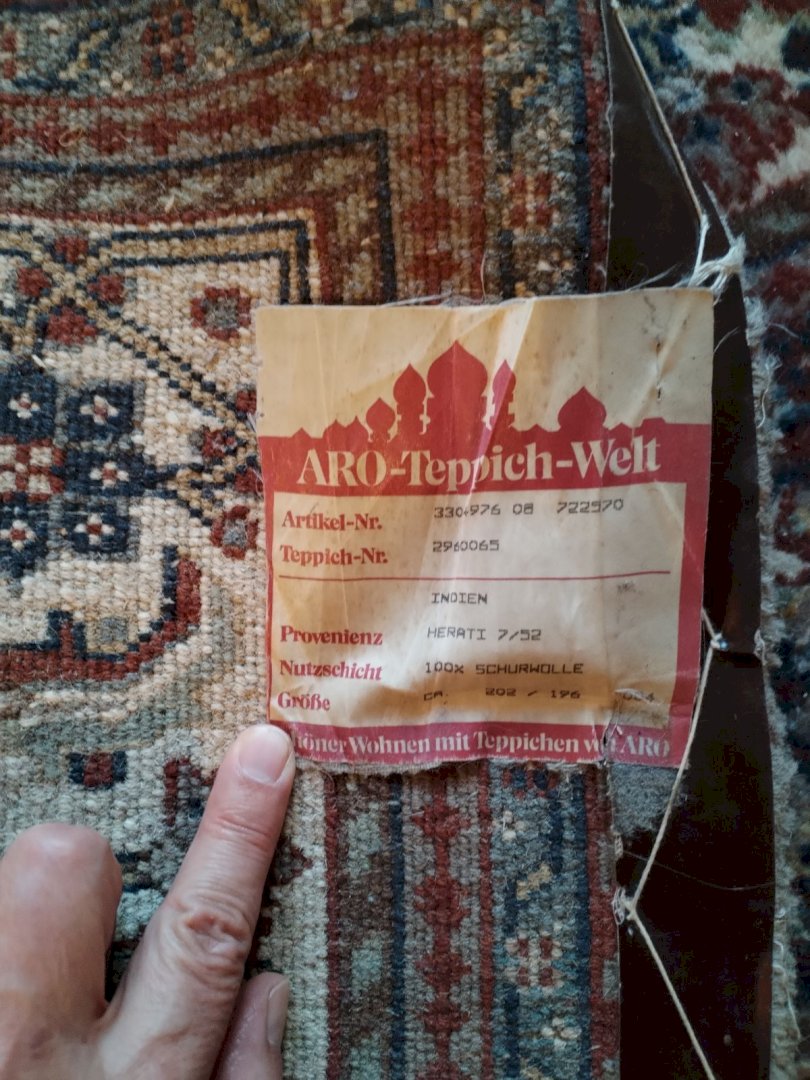 ARO-Teppich-Welt
Artikel-Nr. 330+976 08 722570
Teppich-Nr. 2960065
INDIEN
Provenienz HERATI 7/52
Nutzschicht 100% SCHURWOLLE
Größe CA. 202 / 196
höner Wohnen mit Teppichen von ARO